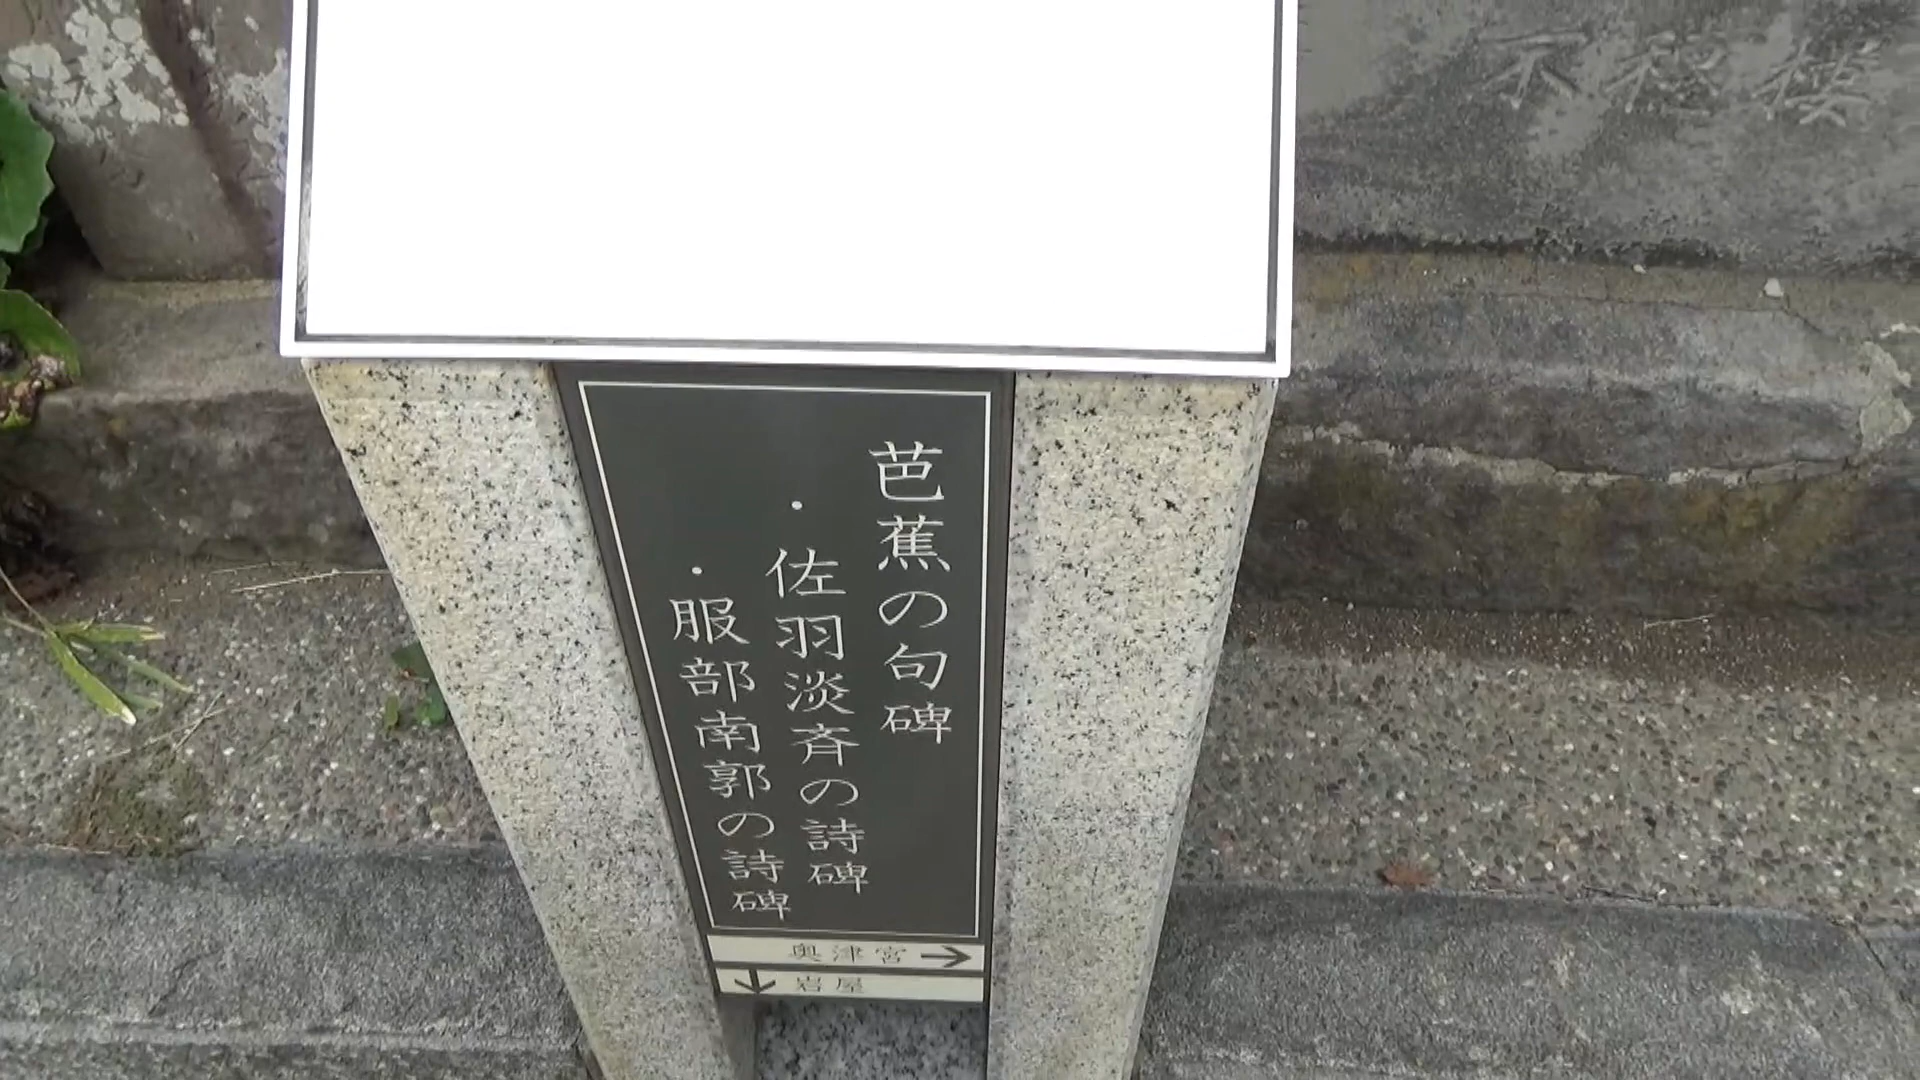 芭蕉の句碑
・佐羽淡斉の詩碑
・服部南郭の詩碑
奥津宮→
↓岩屋